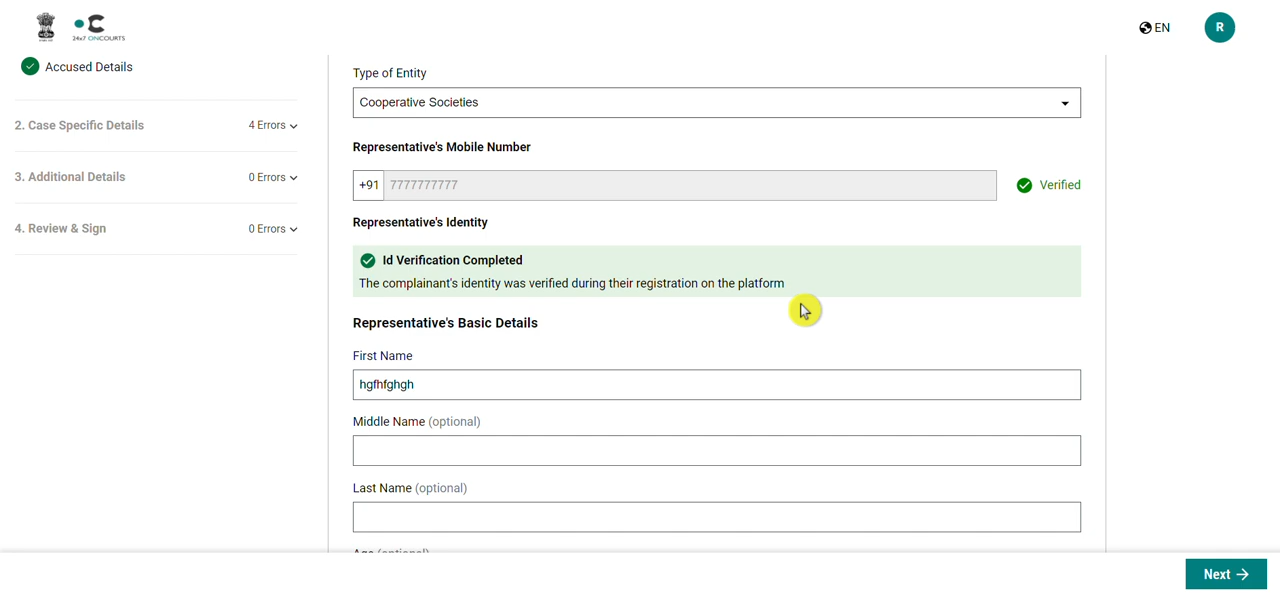 24x7 ONCOURTS
EN
R
Accused Details
2. Case Specific Details
4 Errors
3. Additional Details
0 Errors
4. Review & Sign
0 Errors
Type of Entity
Cooperative Societies
Representative's Mobile Number
+91 7777777777
Verified
Representative's Identity
Id Verification Completed
The complainant's identity was verified during their registration on the platform
Representative's Basic Details
First Name
hgfhfghgh
Middle Name (optional)
Last Name (optional)
Age (optional)
Next